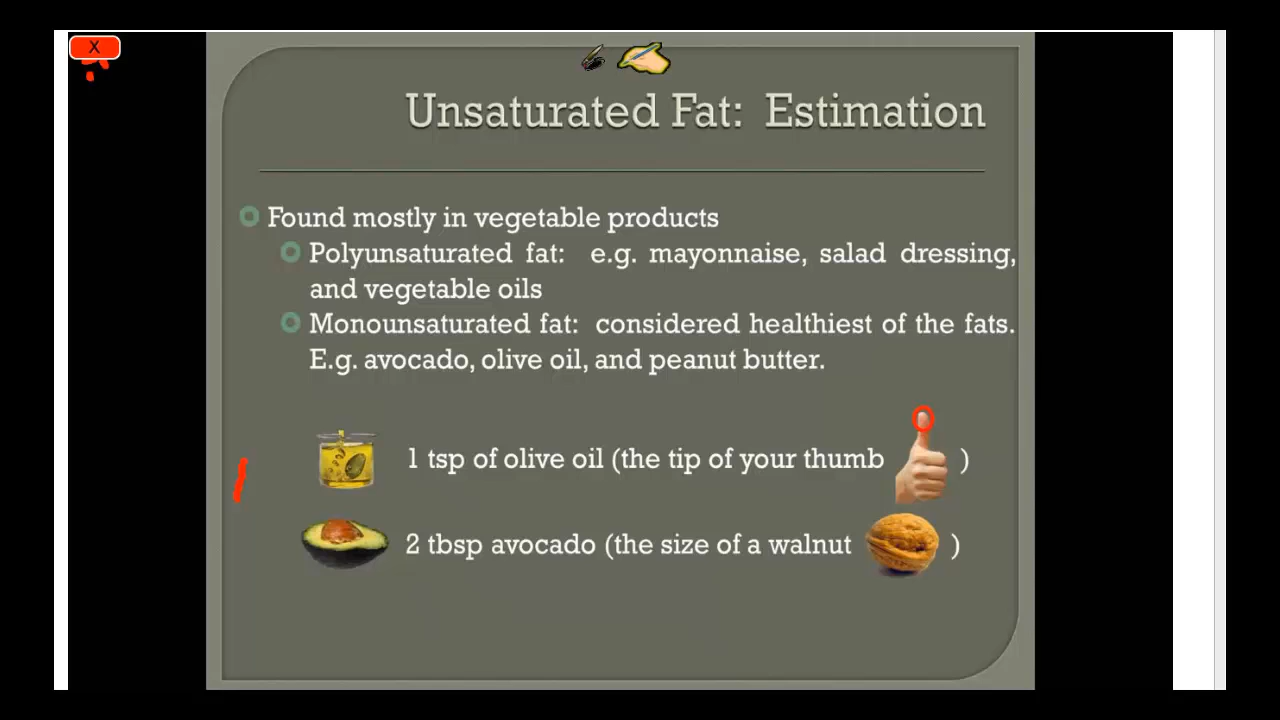 X
Unsaturated Fat: Estimation
Found mostly in vegetable products
Polyunsaturated fat: e.g. mayonnaise, salad dressing,
and vegetable oils
Monounsaturated fat: considered healthiest of the fats.
E.g. avocado, olive oil, and peanut butter.
1 tsp of olive oil (the tip of your thumb )
2 tbsp avocado (the size of a walnut )